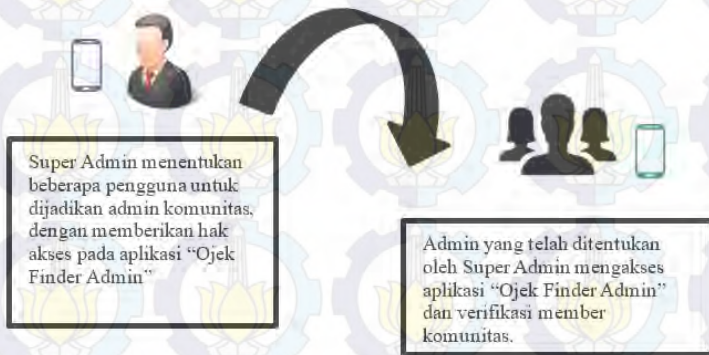 Super Admin menentukan
beberapa pengguna untuk
dijadikan admin komunitas,
dengan memberikan hak
akses pada aplikasi “Ojek
Finder Admin”
Admin yang telah ditentukan
oleh Super Admin mengakses
aplikasi “Ojek Finder Admin”
dan verifikasi member
komunitas.